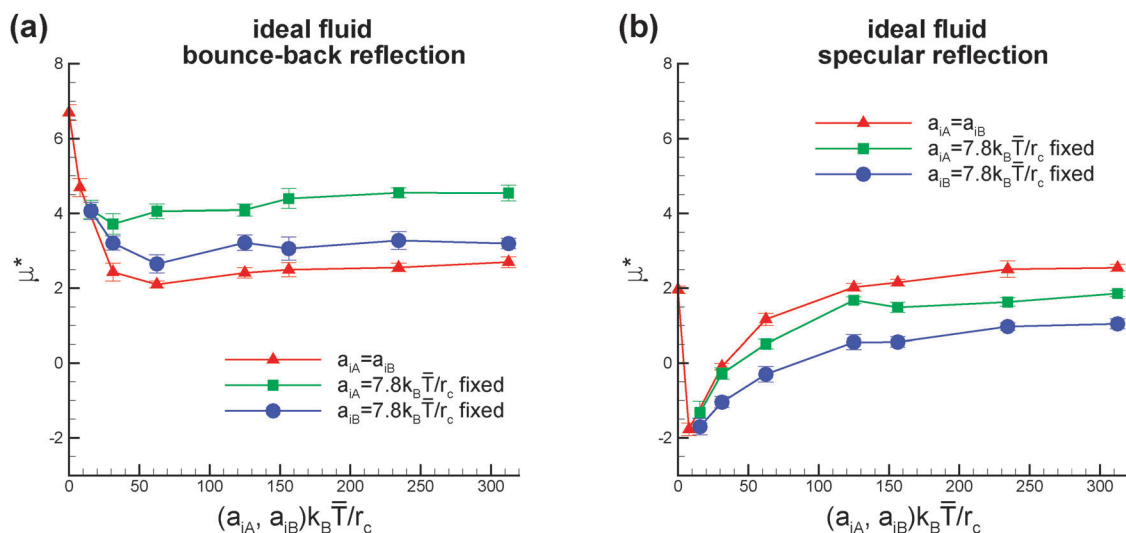 (a)
ideal fluid
bounce-back reflection
8
6
4
2
0
-2
μ*
a_iA=a_iB
a_iA=7.8k_BT̅/r_c fixed
a_iB=7.8k_BT̅/r_c fixed
0 50 100 150 200 250 300
(a_iA, a_iB)k_BT̅/r_c
(b)
ideal fluid
specular reflection
8
6
4
2
0
-2
μ*
a_iA=a_iB
a_iA=7.8k_BT̅/r_c fixed
a_iB=7.8k_BT̅/r_c fixed
0 50 100 150 200 250 300
(a_iA, a_iB)k_BT̅/r_c